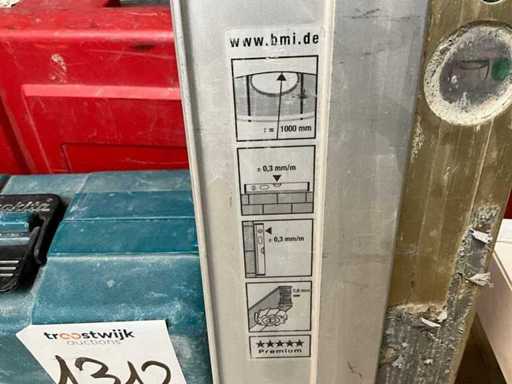 www.bmi.de
r = 1000 mm
± 0,3 mm/m
± 0,3 mm/m
Premium
troostwijk
auctions
1312